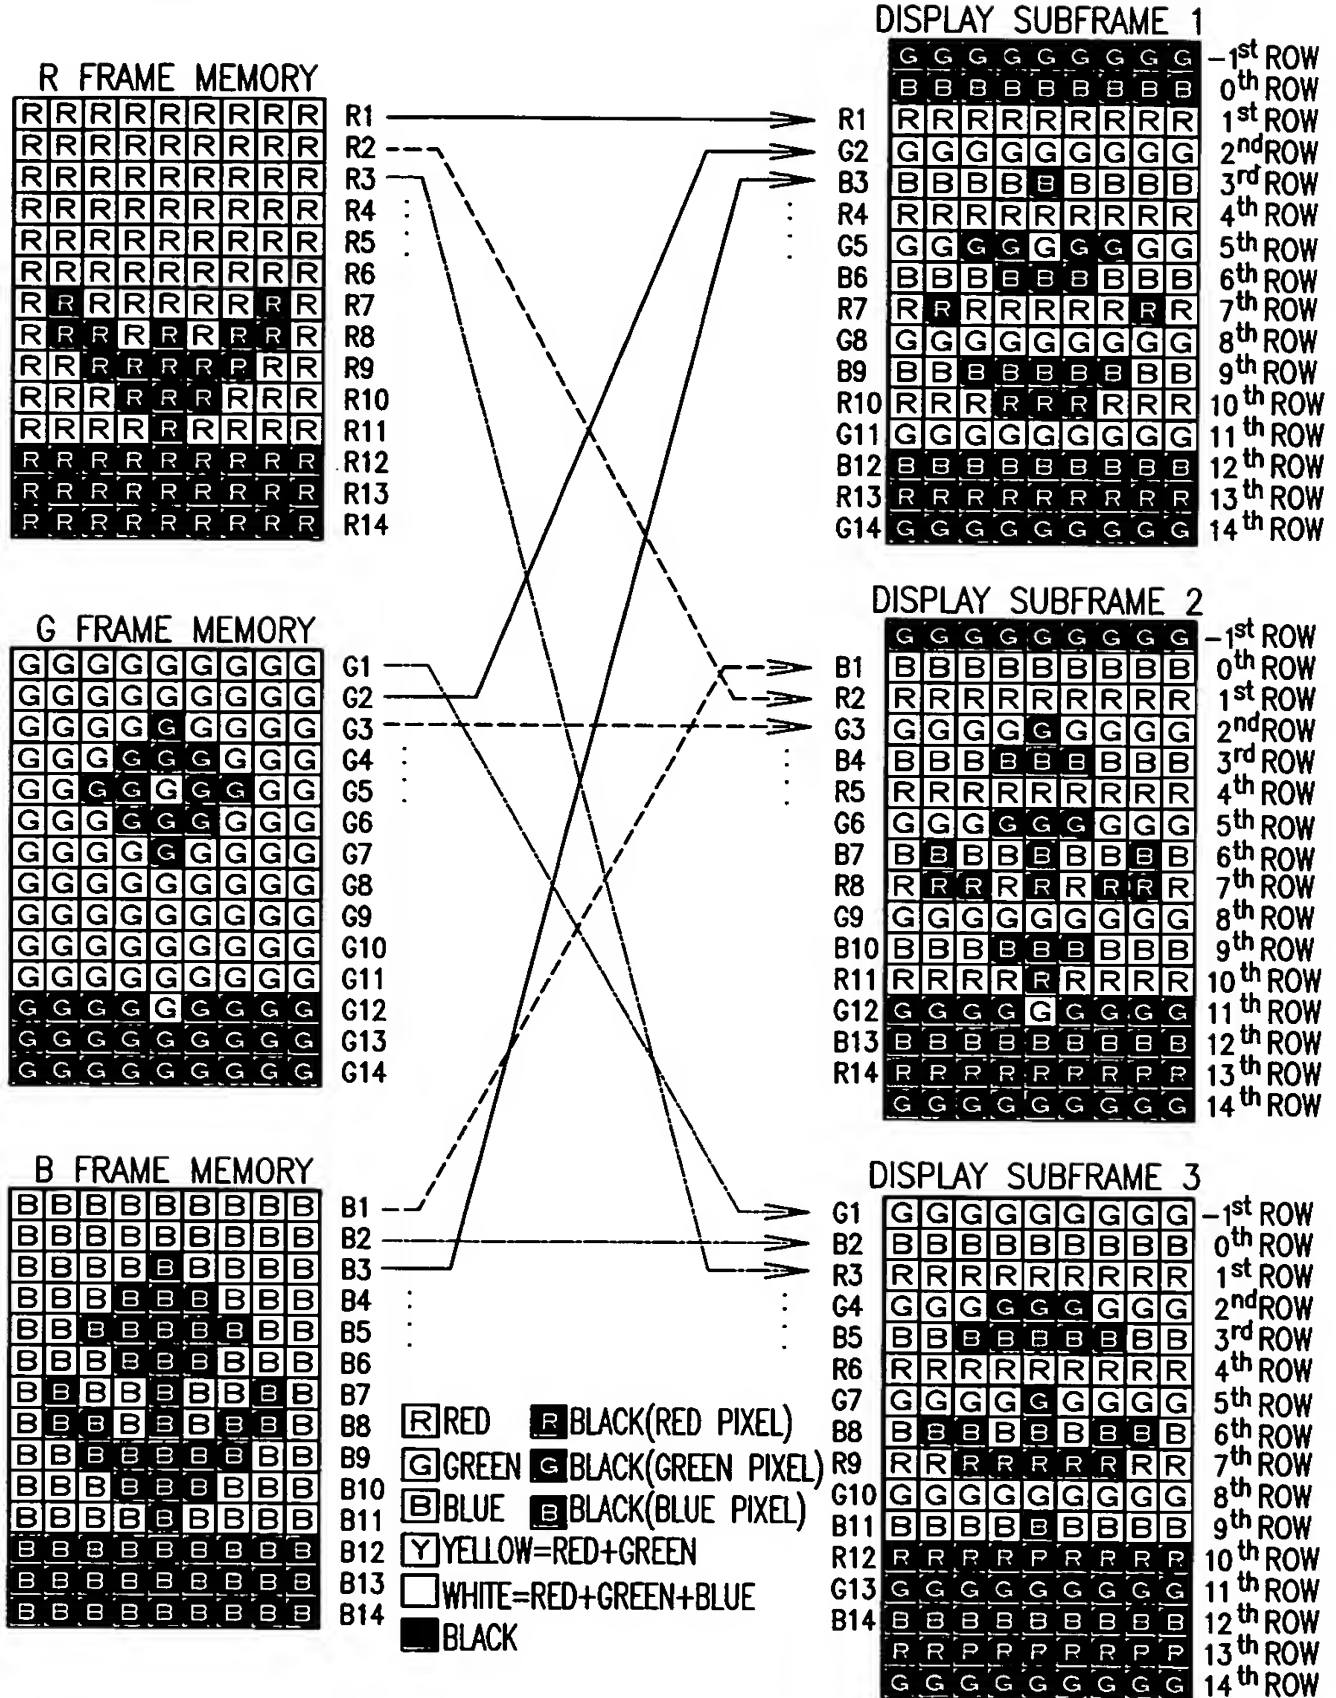 R FRAME MEMORY
R R R R R R R R R R1
R R R R R R R R R R2
R R R R R R R R R R3
R R R R R R R R R R4
R R R R R R R R R R5
R R R R R R R R R R6
R R R R R R R R R R7
R R R R R R R R R R8
R R R R R R R R R R9
R R R R R R R R R R10
R R R R R R R R R R11
R R R R R R R R R R12
R R R R R R R R R R13
R R R R R R R R R R14
G FRAME MEMORY
G G G G G G G G G G1
G G G G G G G G G G2
G G G G G G G G G G3
G G G G G G G G G G4
G G G G G G G G G G5
G G G G G G G G G G6
G G G G G G G G G G7
G G G G G G G G G G8
G G G G G G G G G G9
G G G G G G G G G G10
G G G G G G G G G G11
G G G G G G G G G G12
G G G G G G G G G G13
G G G G G G G G G G14
B FRAME MEMORY
B B B B B B B B B B1
B B B B B B B B B B2
B B B B B B B B B B3
B B B B B B B B B B4
B B B B B B B B B B5
B B B B B B B B B B6
B B B B B B B B B B7
B B B B B B B B B B8
B B B B B B B B B B9
B B B B B B B B B B10
B B B B B B B B B B11
B B B B B B B B B B12
B B B B B B B B B B13
B B B B B B B B B B14
R RED R BLACK(RED PIXEL)
G GREEN G BLACK(GREEN PIXEL)
B BLUE B BLACK(BLUE PIXEL)
Y YELLOW=RED+GREEN
WHITE=RED+GREEN+BLUE
BLACK
DISPLAY SUBFRAME 1
G G G G G G G G G -1st ROW
B B B B B B B B B 0th ROW
R1 R R R R R R R R R 1st ROW
G2 G G G G G G G G G 2nd ROW
B3 B B B B B B B B B 3rd ROW
R4 R R R R R R R R R 4th ROW
G5 G G G G G G G G G 5th ROW
B6 B B B B B B B B B 6th ROW
R7 R R R R R R R R R 7th ROW
G8 G G G G G G G G G 8th ROW
B9 B B B B B B B B B 9th ROW
R10 R R R R R R R R R 10th ROW
G11 G G G G G G G G G 11th ROW
B12 B B B B B B B B B 12th ROW
R13 R R R R R R R R R 13th ROW
G14 G G G G G G G G G 14th ROW
DISPLAY SUBFRAME 2
G G G G G G G G G -1st ROW
B1 B B B B B B B B B 0th ROW
R2 R R R R R R R R R 1st ROW
G3 G G G G G G G G G 2nd ROW
B4 B B B B B B B B B 3rd ROW
R5 R R R R R R R R R 4th ROW
G6 G G G G G G G G G 5th ROW
B7 B B B B B B B B B 6th ROW
R8 R R R R R R R R R 7th ROW
G9 G G G G G G G G G 8th ROW
B10 B B B B B B B B B 9th ROW
R11 R R R R R R R R R 10th ROW
G12 G G G G G G G G G 11th ROW
B13 B B B B B B B B B 12th ROW
R14 R R R R R R R R R 13th ROW
G G G G G G G G G 14th ROW
DISPLAY SUBFRAME 3
G1 G G G G G G G G G -1st ROW
B2 B B B B B B B B B 0th ROW
R3 R R R R R R R R R 1st ROW
G4 G G G G G G G G G 2nd ROW
B5 B B B B B B B B B 3rd ROW
R6 R R R R R R R R R 4th ROW
G7 G G G G G G G G G 5th ROW
B8 B B B B B B B B B 6th ROW
R9 R R R R R R R R R 7th ROW
G10 G G G G G G G G G 8th ROW
B11 B B B B B B B B B 9th ROW
R12 R R R R R R R R R 10th ROW
G13 G G G G G G G G G 11th ROW
B14 B B B B B B B B B 12th ROW
R R R R R R R R R 13th ROW
G G G G G G G G G 14th ROW